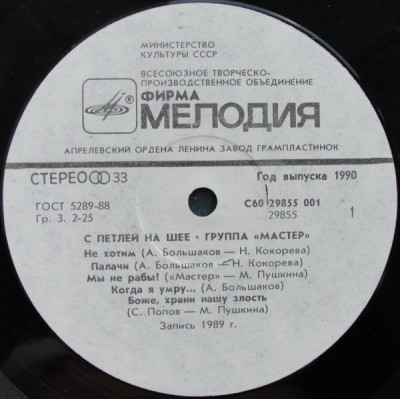 МИНИСТЕРСТВО
КУЛЬТУРЫ СССР
ВСЕСОЮЗНОЕ ТВОРЧЕСКО-
ПРОИЗВОДСТВЕННОЕ ОБЪЕДИНЕНИЕ
ФИРМА
МЕЛОДИЯ
АПРЕЛЕВСКИЙ ОРДЕНА ЛЕНИНА ЗАВОД ГРАМПЛАСТИНОК
СТЕРЕО 33
Год выпуска 1990
ГОСТ 5289-88
Гр. 3. 2-25
С60 29855 001
29855
1
С ПЕТЛЕЙ НА ШЕЕ • ГРУППА «МАСТЕР»
Не хотим (А. Большаков — Н. Кокорева)
Палачи (А. Большаков — Н. Кокорева)
Мы не рабы! («Мастер» — М. Пушкина)
Когда я умру... (А. Большаков)
Боже, храни нашу злость
(С. Попов — М. Пушкина)
Запись 1989 г.